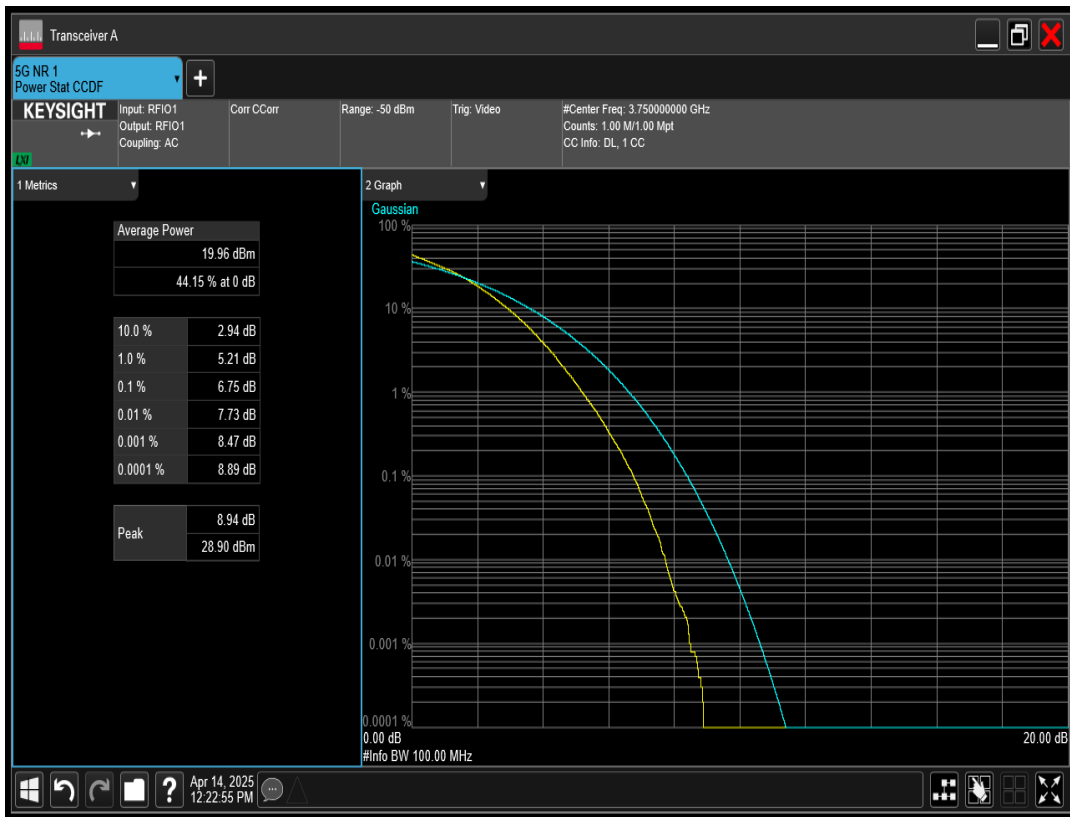 Transceiver A
5G NR 1
Power Stat CCDF
+
KEYSIGHT
LXI
Input: RFIO1
Output: RFIO1
Coupling: AC
Corr CCorr
Range: -50 dBm
Trig: Video
#Center Freq: 3.750000000 GHz
Counts: 1.00 M/1.00 Mpt
CC Info: DL, 1 CC
1 Metrics
Average Power
19.96 dBm
44.15 % at 0 dB
10.0 % 2.94 dB
1.0 % 5.21 dB
0.1 % 6.75 dB
0.01 % 7.73 dB
0.001 % 8.47 dB
0.0001 % 8.89 dB
Peak 8.94 dB
28.90 dBm
2 Graph
Gaussian
100 %
10 %
1 %
0.1 %
0.01 %
0.001 %
0.0001 %
0.00 dB 20.00 dB
#Info BW 100.00 MHz
?
Apr 14, 2025
12:22:55 PM